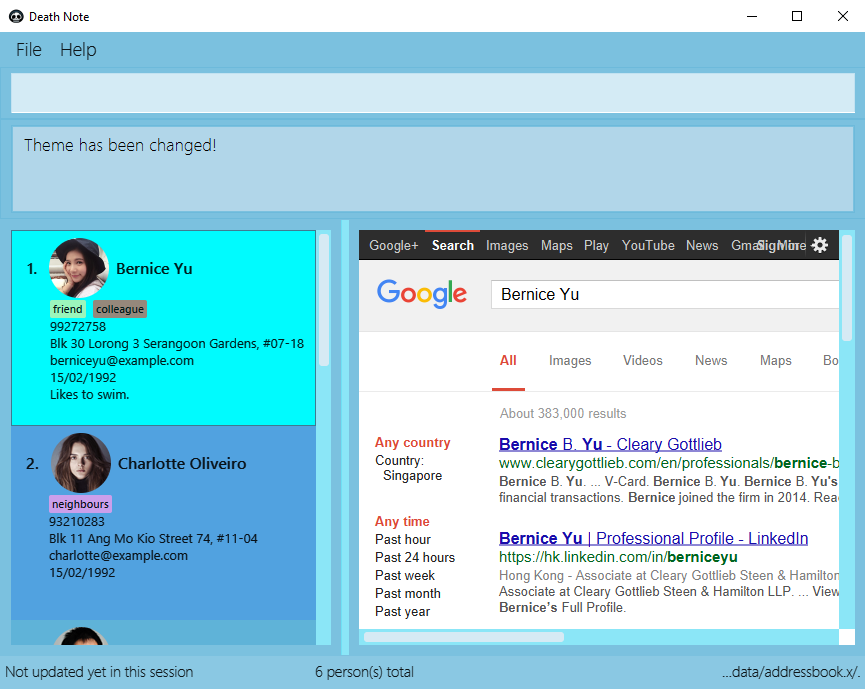 Death Note
File Help
Theme has been changed!
1. Bernice Yu
friend colleague
99272758
Blk 30 Lorong 3 Serangoon Gardens, #07-18
berniceyu@example.com
15/02/1992
Likes to swim.
2. Charlotte Oliveiro
neighbours
93210283
Blk 11 Ang Mo Kio Street 74, #11-04
charlotte@example.com
15/02/1992
Google+ Search Images Maps Play YouTube News
Google Bernice Yu
All Images Videos News Maps Bo
About 383,000 results
Any country
Country:
Singapore
Any time
Past hour
Past 24 hours
Past week
Past month
Past year
Bernice B. Yu - Cleary Gottlieb
www.clearygottlieb.com/en/professionals/bernice-b
Bernice B. Yu. ... V-Card. Bernice B. Yu. Bernice B. Yu's
financial transactions. Bernice joined the firm in 2014. Read
Bernice Yu | Professional Profile - LinkedIn
https://hk.linkedin.com/in/berniceyu
Hong Kong - Associate at Cleary Gottlieb Steen & Hamilton
Associate at Cleary Gottlieb Steen & Hamilton LLP. ... View
Bernice's Full Profile.
Not updated yet in this session 6 person(s) total ...data/addressbook.x/.